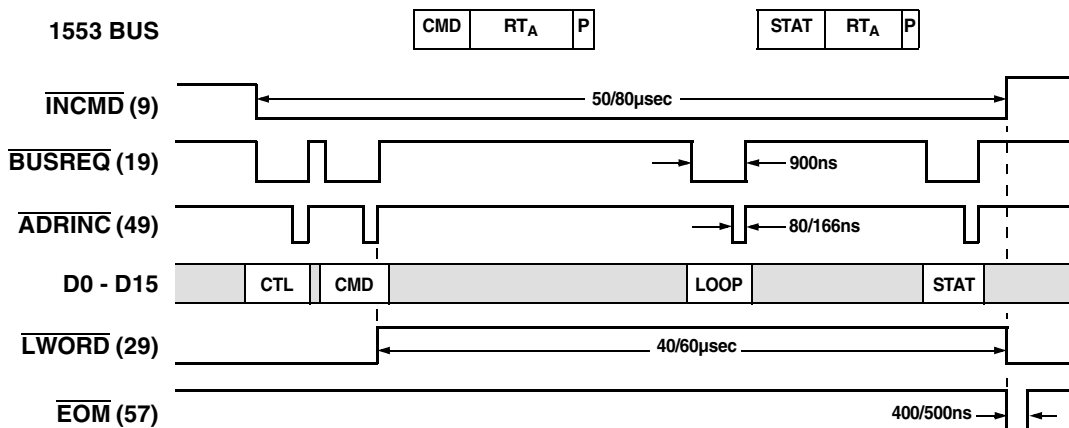 1553 BUS CMD RTA P STAT RTA P
INCMD (9) 50/80µsec
BUSREQ (19) 900ns
ADRINC (49) 80/166ns
D0 - D15 CTL CMD LOOP STAT
LWORD (29) 40/60µsec
EOM (57) 400/500ns